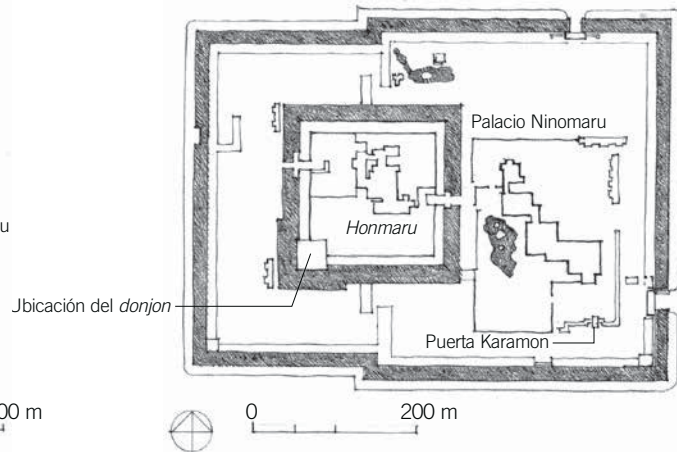 Palacio Ninomaru
Honmaru
u
Jbicación del donjon
Puerta Karamon
00 m
0 200 m